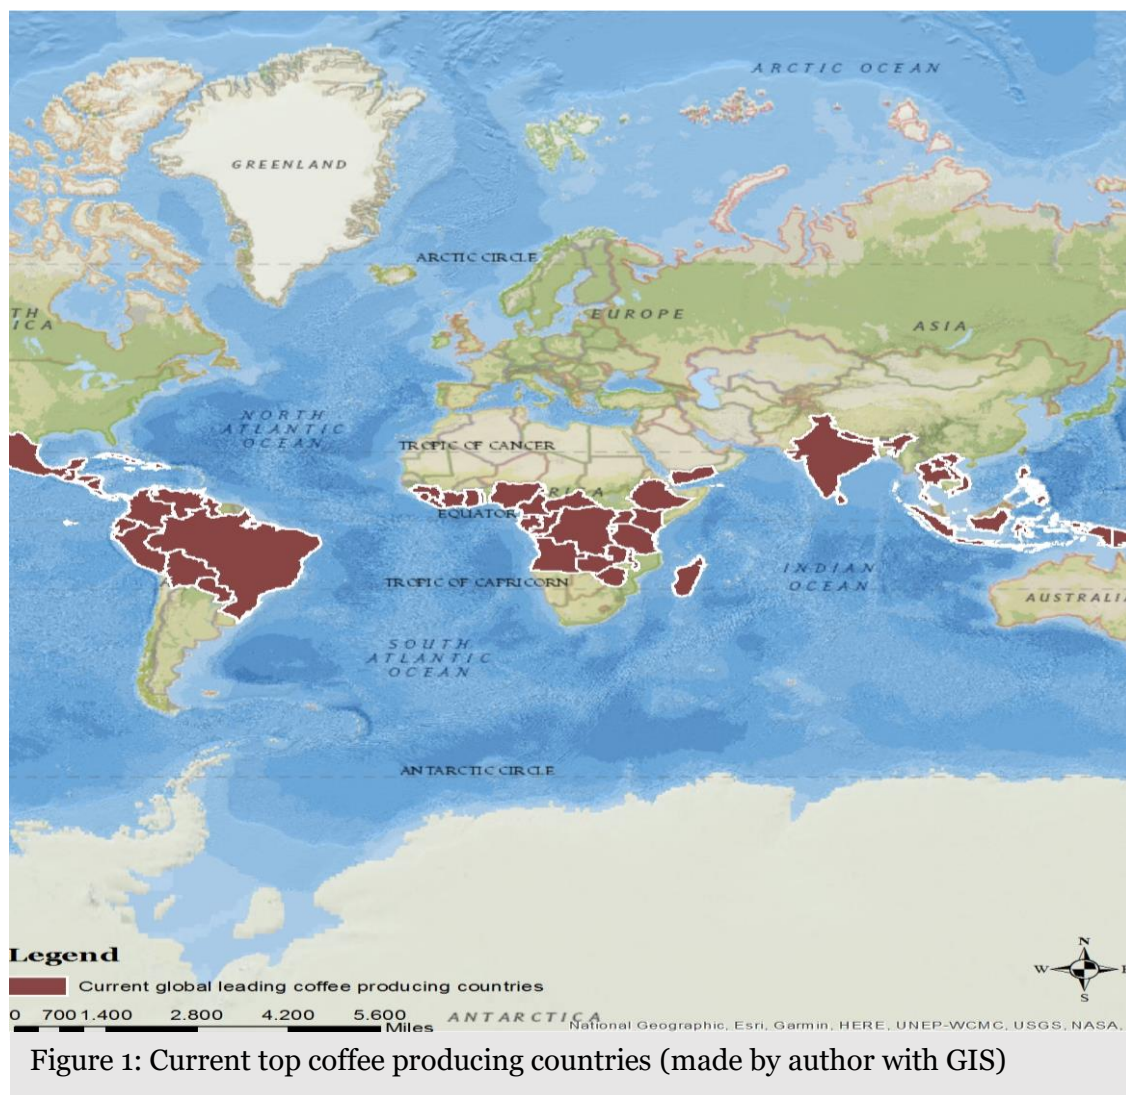 ARCTIC OCEAN
GREENLAND
ARCTIC CIRCLE
TH
ICA
EUROPE
ASIA
NORTH
ATLANTIC
OCEAN
TROPIC OF CANCER
RICA
EQUATOR
INDIAN
OCEAN
TROPIC OF CAPRICORN
A
AUSTRALI
SOUTH
ATLANTIC
OCEAN
ANTARCTIC CIRCLE
Legend
Current global leading coffee producing countries
N
W E
S
0 700 1.400 2.800 4.200 5.600
Miles
ANTARCTICA
National Geographic, Esri, Garmin, HERE, UNEP-WCMC, USGS, NASA,
Figure 1: Current top coffee producing countries (made by author with GIS)